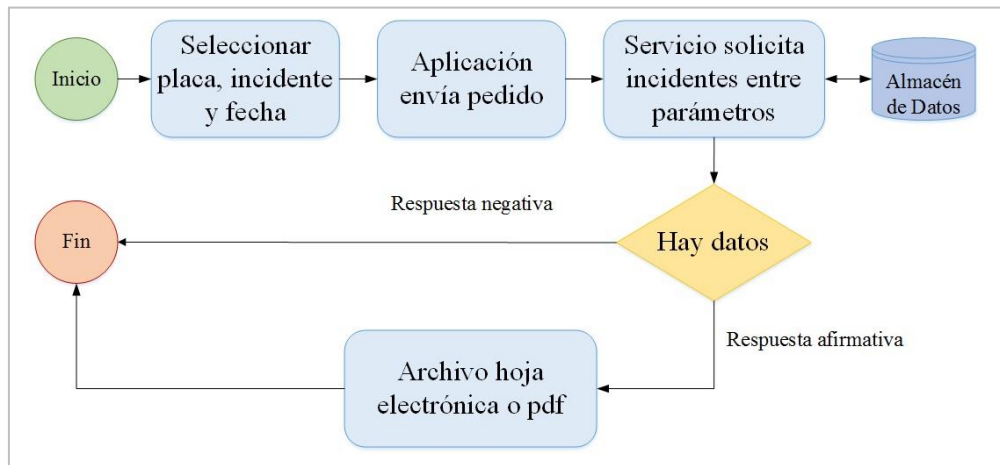 Inicio
Seleccionar
placa, incidente
y fecha
Aplicación
envía pedido
Servicio solicita
incidentes entre
parámetros
Almacén
de Datos
Respuesta negativa
Fin
Hay datos
Respuesta afirmativa
Archivo hoja
electrónica o pdf